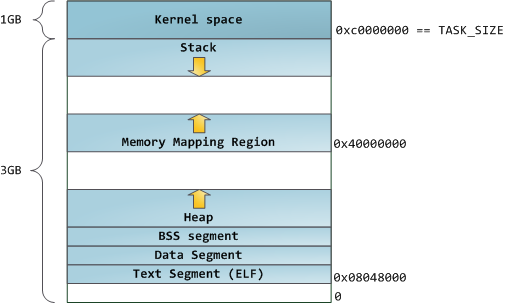 1GB
Kernel space
0xc0000000 == TASK_SIZE
Stack
Memory Mapping Region
0x40000000
3GB
Heap
BSS segment
Data Segment
Text Segment (ELF)
0x08048000
0